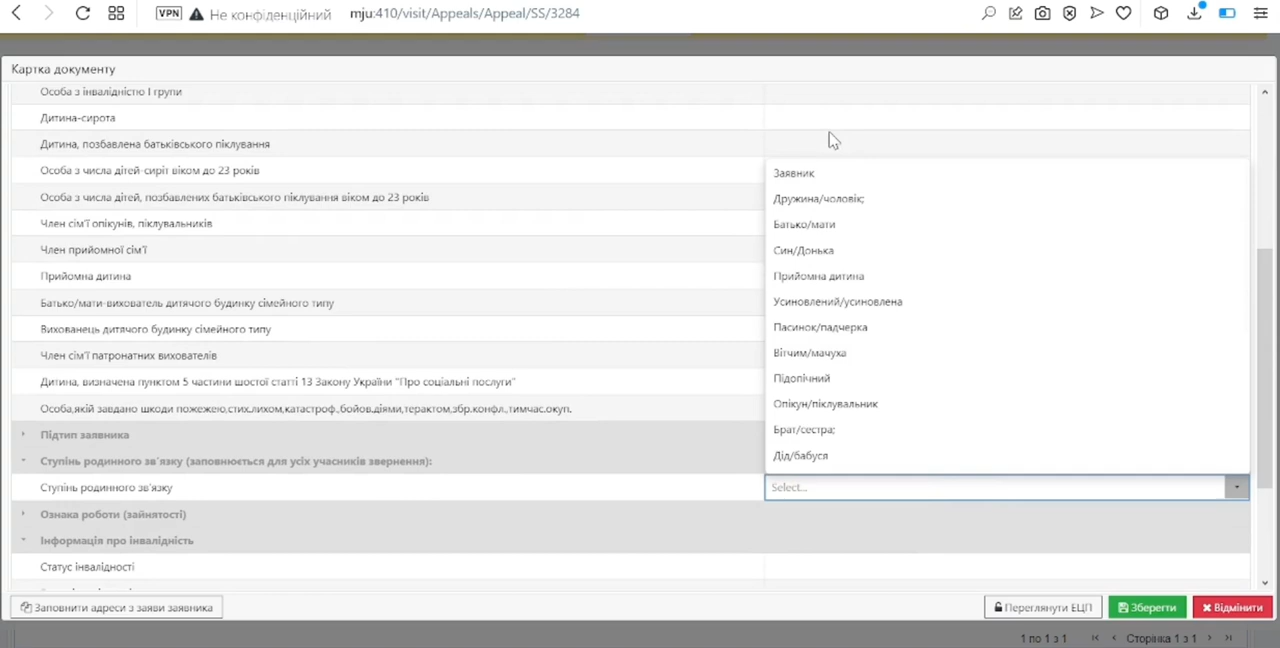 VPN Не конфіденційний mju:410/visit/Appeals/Appeal/SS/3284
Картка документу
Особа з інвалідністю I групи
Дитина-сирота
Дитина, позбавлена батьківського піклування
Особа з числа дітей-сиріт віком до 23 років
Особа з числа дітей, позбавлених батьківського піклування віком до 23 років
Член сім'ї опікунів, піклувальників
Член прийомної сім'ї
Прийомна дитина
Батько/мати-вихователь дитячого будинку сімейного типу
Вихованець дитячого будинку сімейного типу
Член сім'ї патронатних вихователів
Дитина, визначена пунктом 5 частини шостої статті 13 Закону України "Про соціальні послуги"
Особа,якій завдано шкоди пожежею,стих.лихом,катастроф.,бойов.діями,терактом,збр.конфл.,тимчас.окуп.
Заявник
Дружина/чоловік;
Батько/мати
Син/Донька
Прийомна дитина
Усиновлений/усиновлена
Пасинок/падчерка
Вітчим/мачуха
Підопічний
Опікун/піклувальник
Брат/сестра;
Дід/бабуся
Підтип заявника
Ступінь родинного зв'язку (заповнюється для усіх учасників звернення):
Ступінь родинного зв'язку Select...
Ознака роботи (зайнятості)
Інформація про інвалідність
Статус інвалідності
Заповнити адреси з заяви заявника Переглянути ЕЦП Зберегти Відмінити
1 по 1 з 1 Сторінка 1 з 1